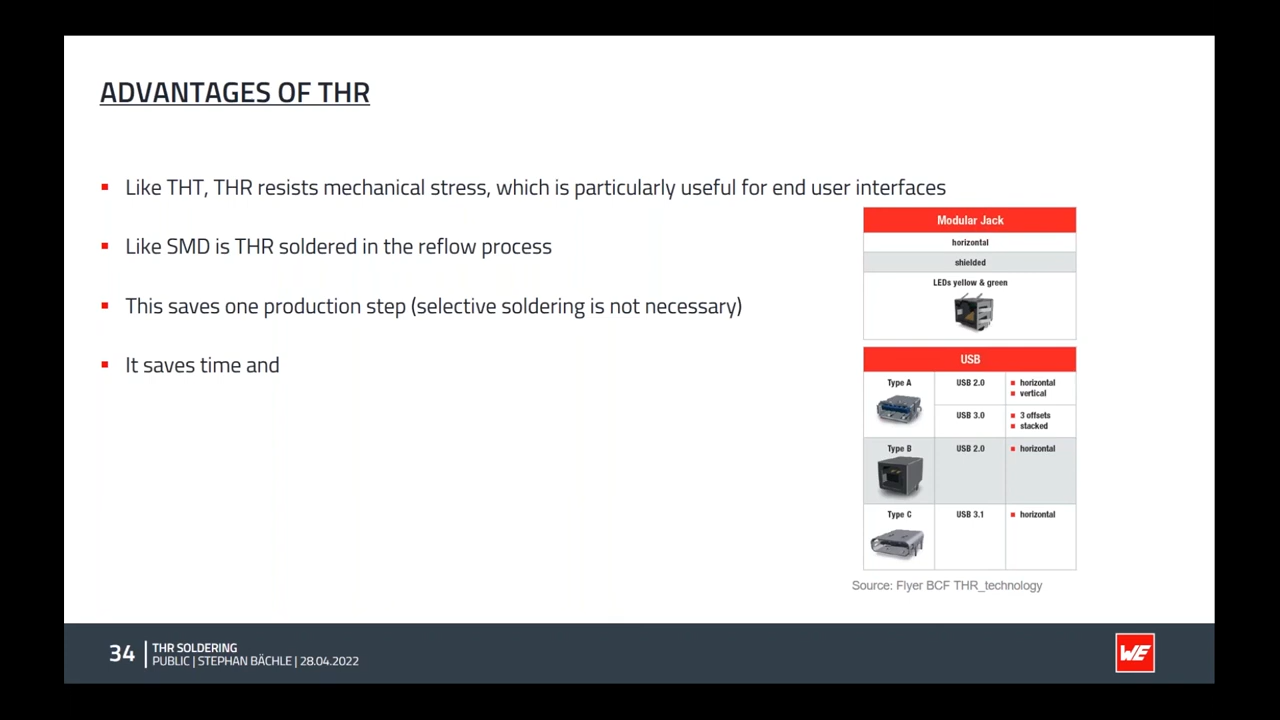 ADVANTAGES OF THR
Like THT, THR resists mechanical stress, which is particularly useful for end user interfaces
Like SMD is THR soldered in the reflow process
This saves one production step (selective soldering is not necessary)
It saves time and
Modular Jack
horizontal
shielded
LEDs yellow & green
USB
Type A
USB 2.0
horizontal
vertical
USB 3.0
3 offsets
stacked
Type B
USB 2.0
horizontal
Type C
USB 3.1
horizontal
Source: Flyer BCF THR_technology
34
THR SOLDERING
PUBLIC | STEPHAN BÄCHLE | 28.04.2022
WE